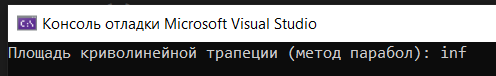 C:\
Консоль отладки Microsoft Visual Studio
Площадь криволинейной трапеции (метод парабол): inf